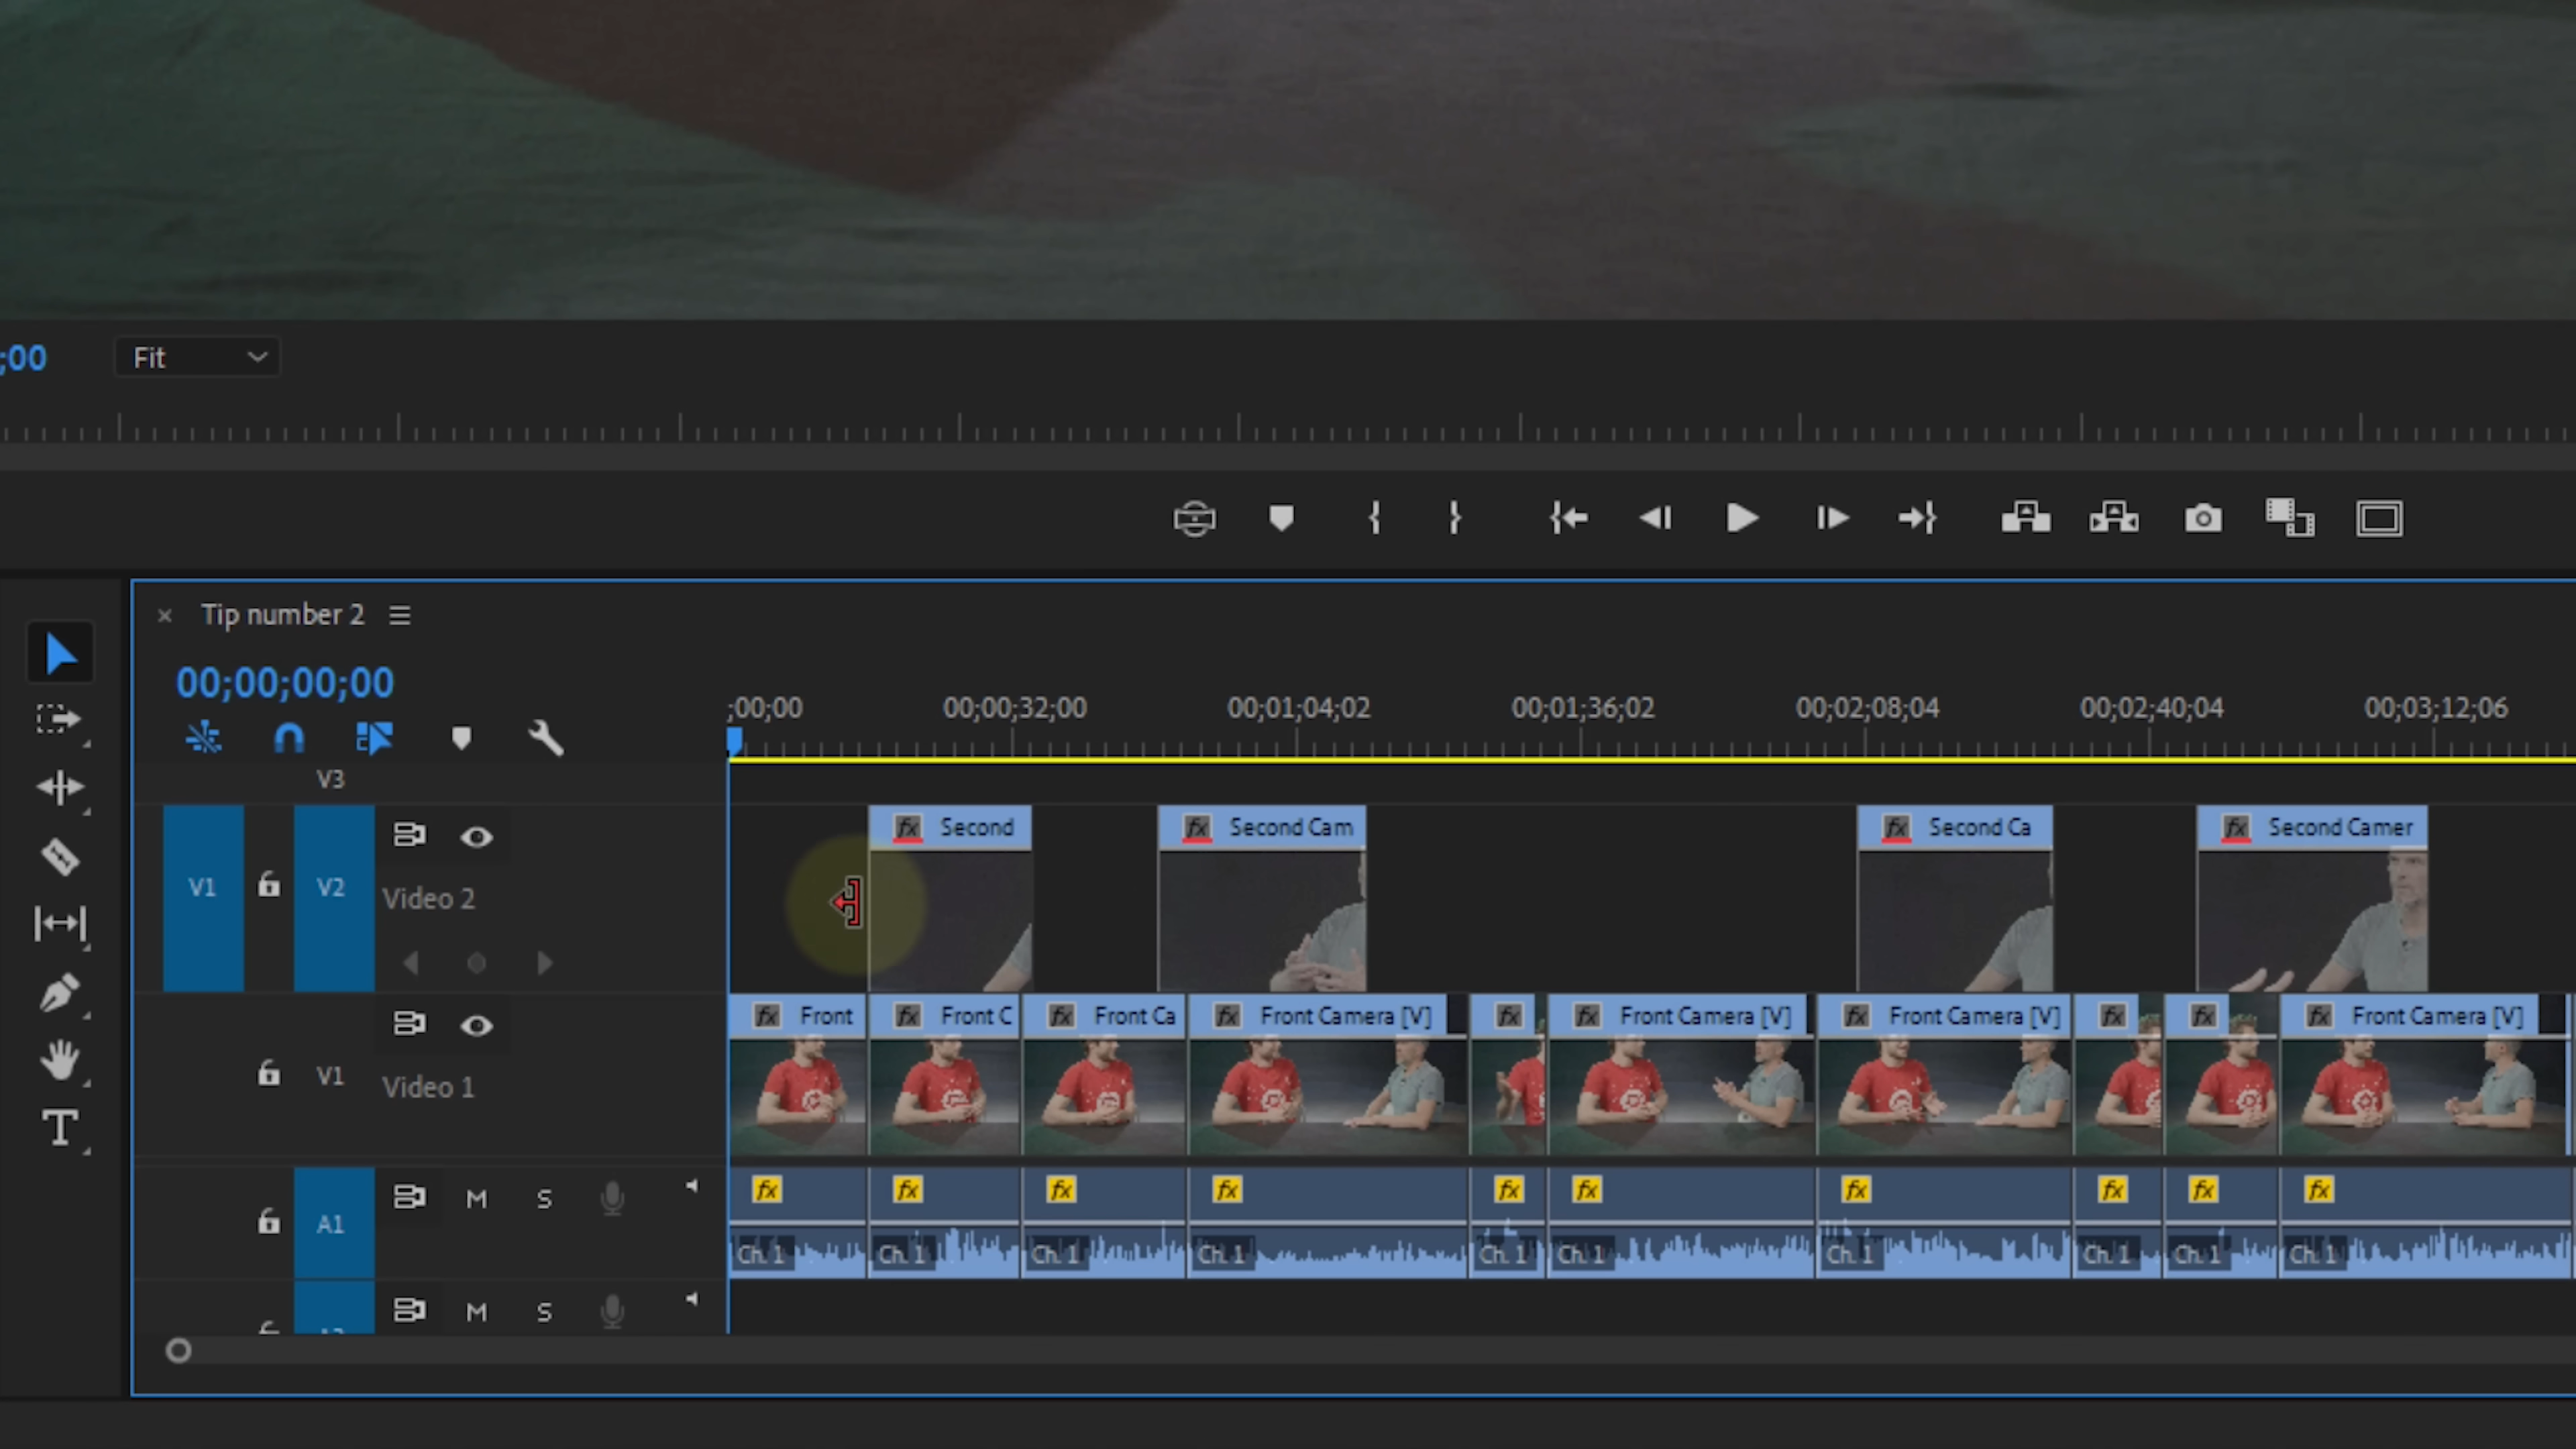 ;00
Fit
Tip number 2
00;00;00;00
;00;00 00;00;32;00 00;01;04;02 00;01;36;02 00;02;08;04 00;02;40;04 00;03;12;06
V3
V1 V2 Video 2
fx Second fx Second Cam fx Second Ca fx Second Camer
V1 Video 1
fx Front fx Front C fx Front Ca fx Front Camera [V] fx fx Front Camera [V] fx Front Camera [V] fx fx fx Front Camera [V]
T
A1 M S
fx fx fx fx fx fx fx fx fx fx
Ch. 1 Ch. 1 Ch. 1 Ch. 1 Ch. 1 Ch. 1 Ch. 1 Ch. 1 Ch. 1 Ch. 1
M S